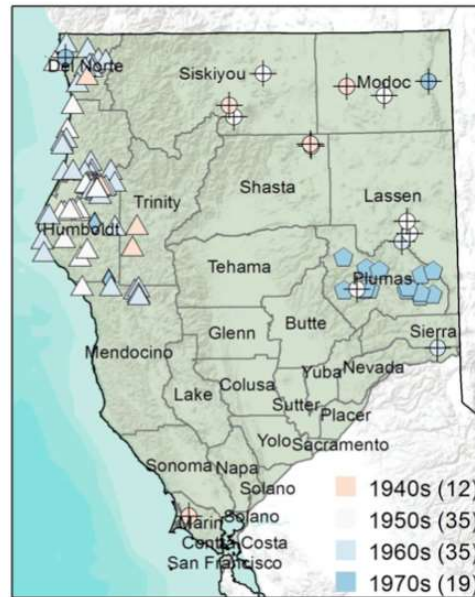 Del Norte
Siskiyou
Modoc
Trinity
Shasta
Lassen
Humboldt
Tehama
Plumas
Glenn
Butte
Sierra
Mendocino
Lake
Colusa
Yuba
Nevada
Sutter
Placer
Yolo
Sacramento
Sonoma
Napa
Solano
Marin
Solano
Contra Costa
San Francisco
1940s (12)
1950s (35)
1960s (35)
1970s (19)